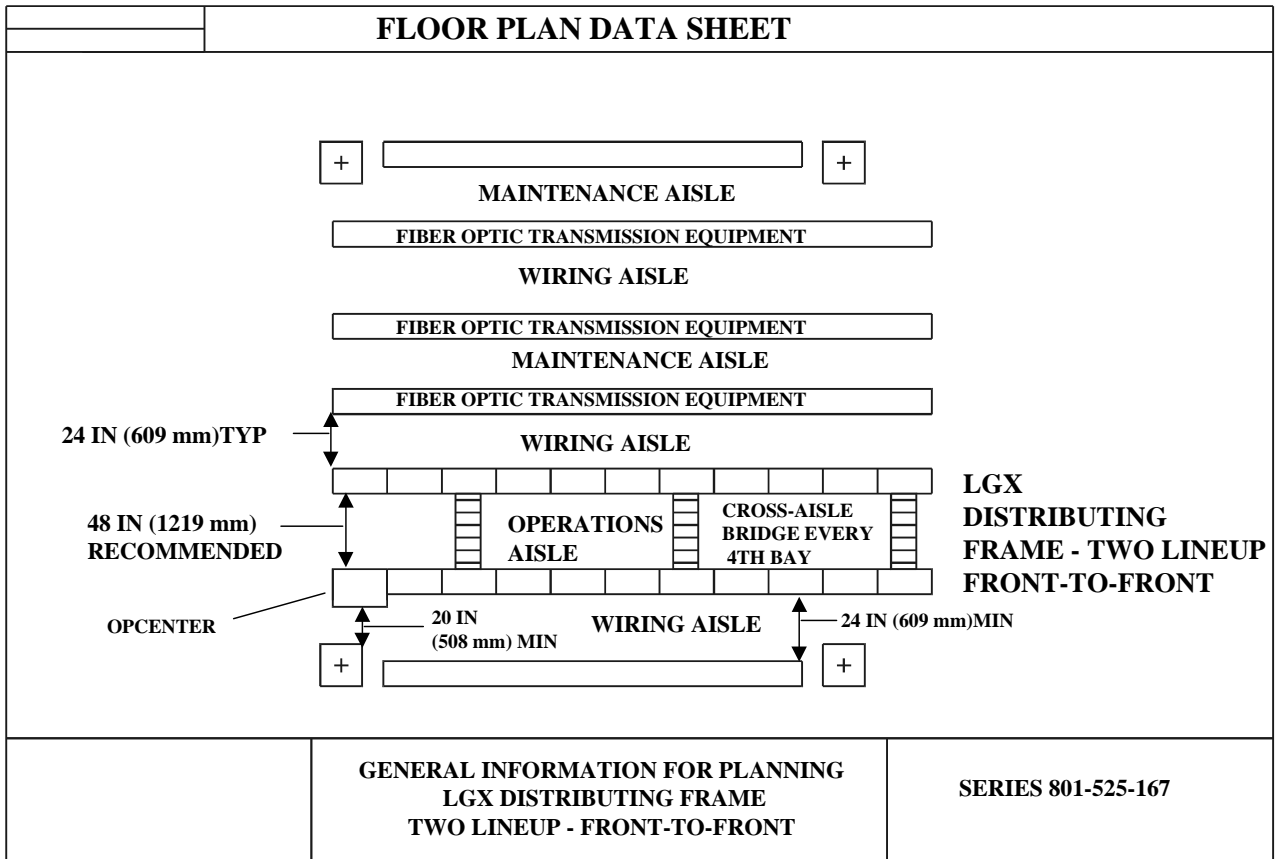 FLOOR PLAN DATA SHEET
+
+
MAINTENANCE AISLE
FIBER OPTIC TRANSMISSION EQUIPMENT
WIRING AISLE
FIBER OPTIC TRANSMISSION EQUIPMENT
MAINTENANCE AISLE
FIBER OPTIC TRANSMISSION EQUIPMENT
24 IN (609 mm)TYP
WIRING AISLE
48 IN (1219 mm)
RECOMMENDED
OPERATIONS
AISLE
CROSS-AISLE
BRIDGE EVERY
4TH BAY
LGX
DISTRIBUTING
FRAME - TWO LINEUP
FRONT-TO-FRONT
OPCENTER
20 IN
(508 mm) MIN
WIRING AISLE
24 IN (609 mm)MIN
+
+
GENERAL INFORMATION FOR PLANNING
LGX DISTRIBUTING FRAME
TWO LINEUP - FRONT-TO-FRONT
SERIES 801-525-167